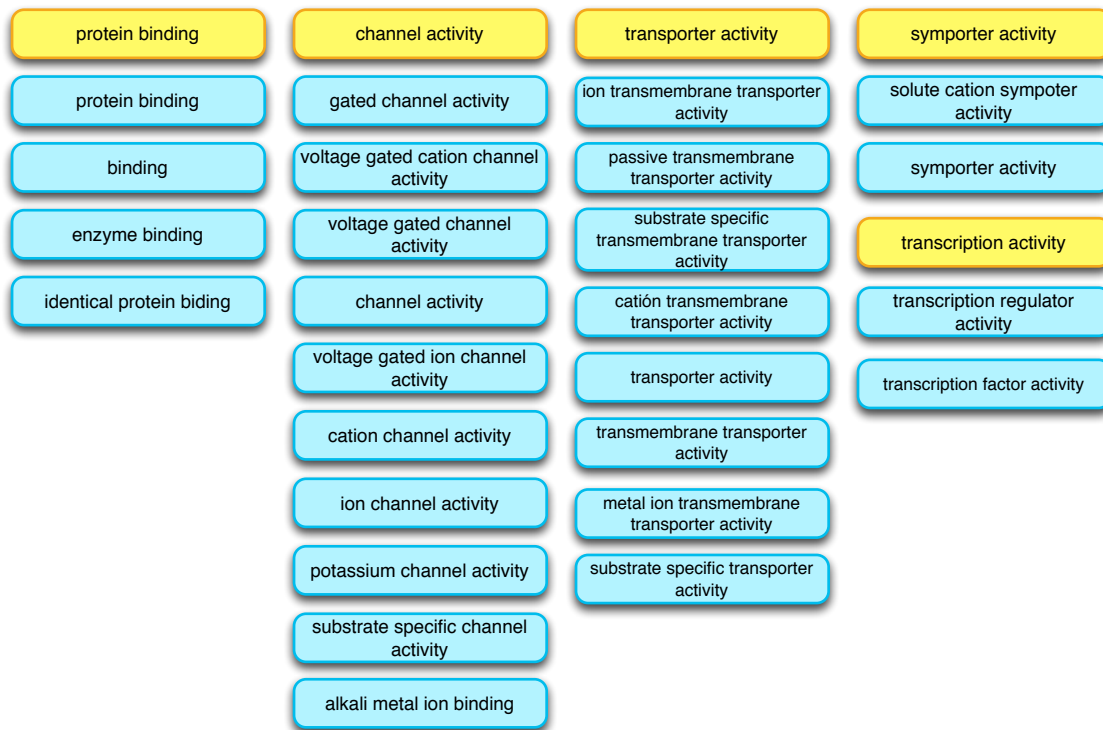 protein binding
protein binding
binding
enzyme binding
identical protein biding
channel activity
gated channel activity
voltage gated cation channel
activity
voltage gated channel
activity
channel activity
voltage gated ion channel
activity
cation channel activity
ion channel activity
potassium channel activity
substrate specific channel
activity
alkali metal ion binding
transporter activity
ion transmembrane transporter
activity
passive transmembrane
transporter activity
substrate specific
transmembrane transporter
activity
catión transmembrane
transporter activity
transporter activity
transmembrane transporter
activity
metal ion transmembrane
transporter activity
substrate specific transporter
activity
symporter activity
solute cation sympoter
activity
symporter activity
transcription activity
transcription regulator
activity
transcription factor activity